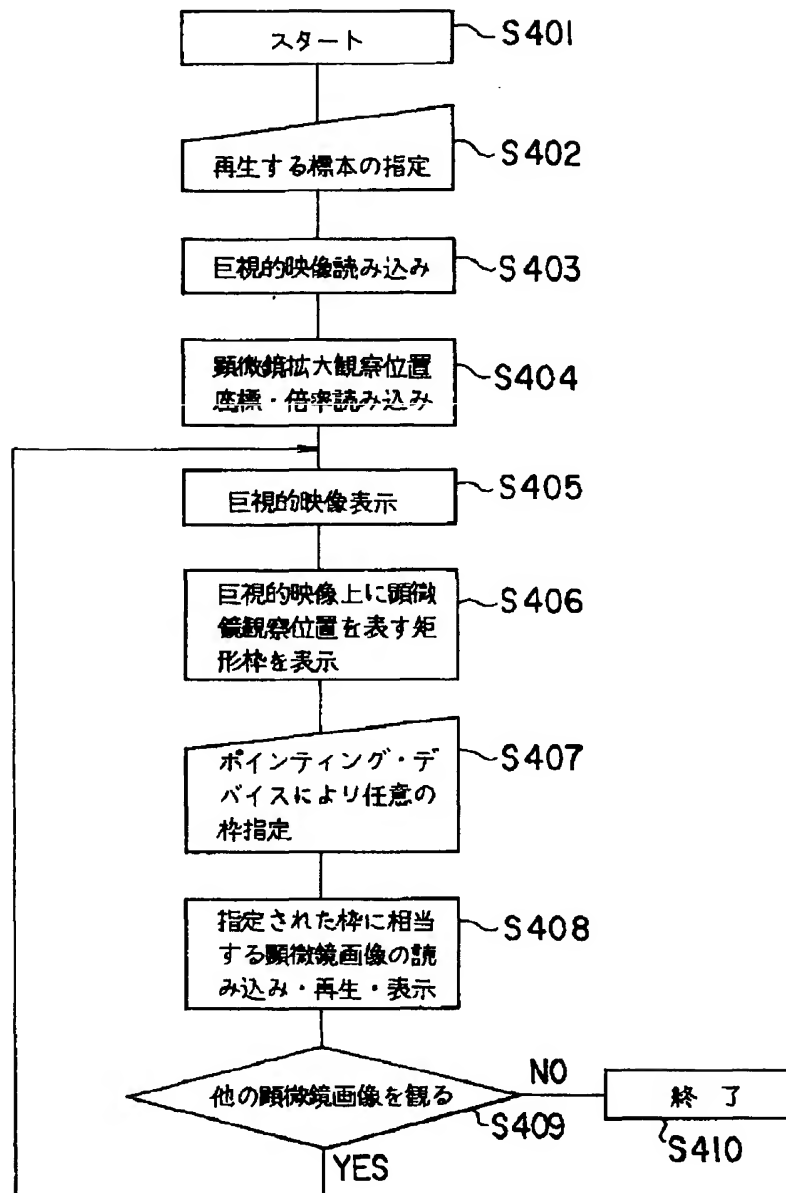 スタート
S401
再生する標本の指定
S402
巨視的映像読み込み
S403
顕微鏡拡大観察位置
座標・倍率読み込み
S404
巨視的映像表示
S405
巨視的映像上に顕微
鏡観察位置を表す矩
形枠を表示
S406
ポインティング・デ
バイスにより任意の
枠指定
S407
指定された枠に相当
する顕微鏡画像の読
み込み・再生・表示
S408
他の顕微鏡画像を観る
S409
NO
終了
S410
YES